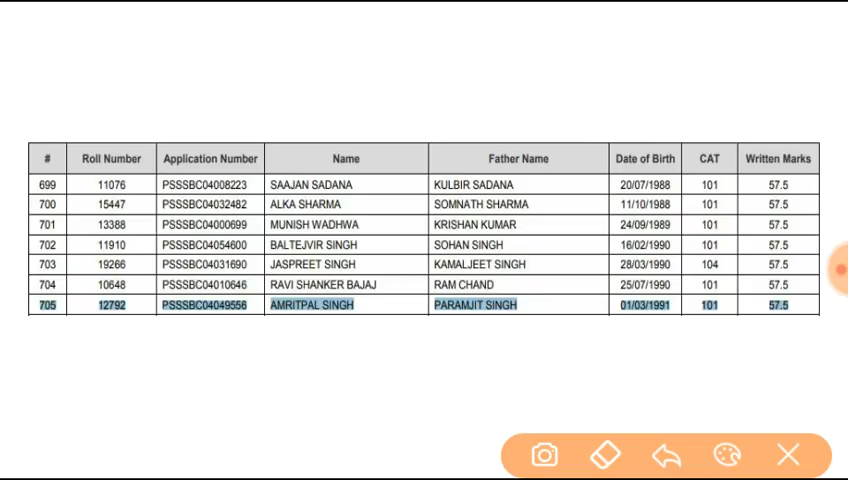 # Roll Number Application Number Name Father Name Date of Birth CAT Written Marks
699 11076 PSSSBC04008223 SAAJAN SADANA KULBIR SADANA 20/07/1988 101 57.5
700 15447 PSSSBC04032482 ALKA SHARMA SOMNATH SHARMA 11/10/1988 101 57.5
701 13388 PSSSBC04000699 MUNISH WADHWA KRISHAN KUMAR 24/09/1989 101 57.5
702 11910 PSSSBC04054600 BALTEJVIR SINGH SOHAN SINGH 16/02/1990 101 57.5
703 19266 PSSSBC04031690 JASPREET SINGH KAMALJEET SINGH 28/03/1990 104 57.5
704 10648 PSSSBC04010646 RAVI SHANKER BAJAJ RAM CHAND 25/07/1990 101 57.5
705 12792 PSSSBC04049556 AMRITPAL SINGH PARAMJIT SINGH 01/03/1991 101 57.5